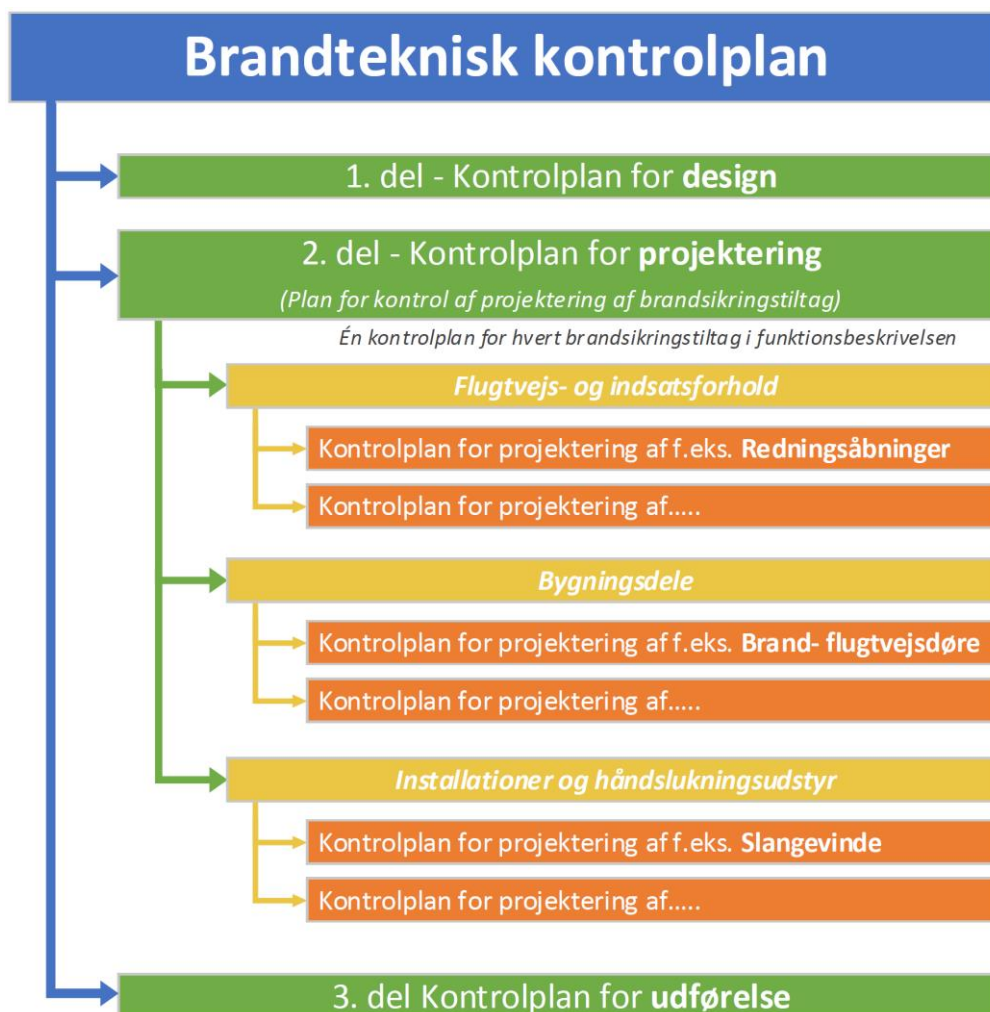 Brandteknisk kontrolplan
1. del - Kontrolplan for design
2. del - Kontrolplan for projektering
(Plan for kontrol af projektering af brandsikringstiltag)
Én kontrolplan for hvert brandsikringstiltag i funktionsbeskrivelsen
Flugtvejs- og indsatsforhold
Kontrolplan for projektering af f.eks. Redningsåbninger
Kontrolplan for projektering af.....
Bygningsdele
Kontrolplan for projektering af f.eks. Brand- flugtvejsdøre
Kontrolplan for projektering af.....
Installationer og håndslukningsudstyr
Kontrolplan for projektering af f.eks. Slangevinde
Kontrolplan for projektering af.....
3. del Kontrolplan for udførelse